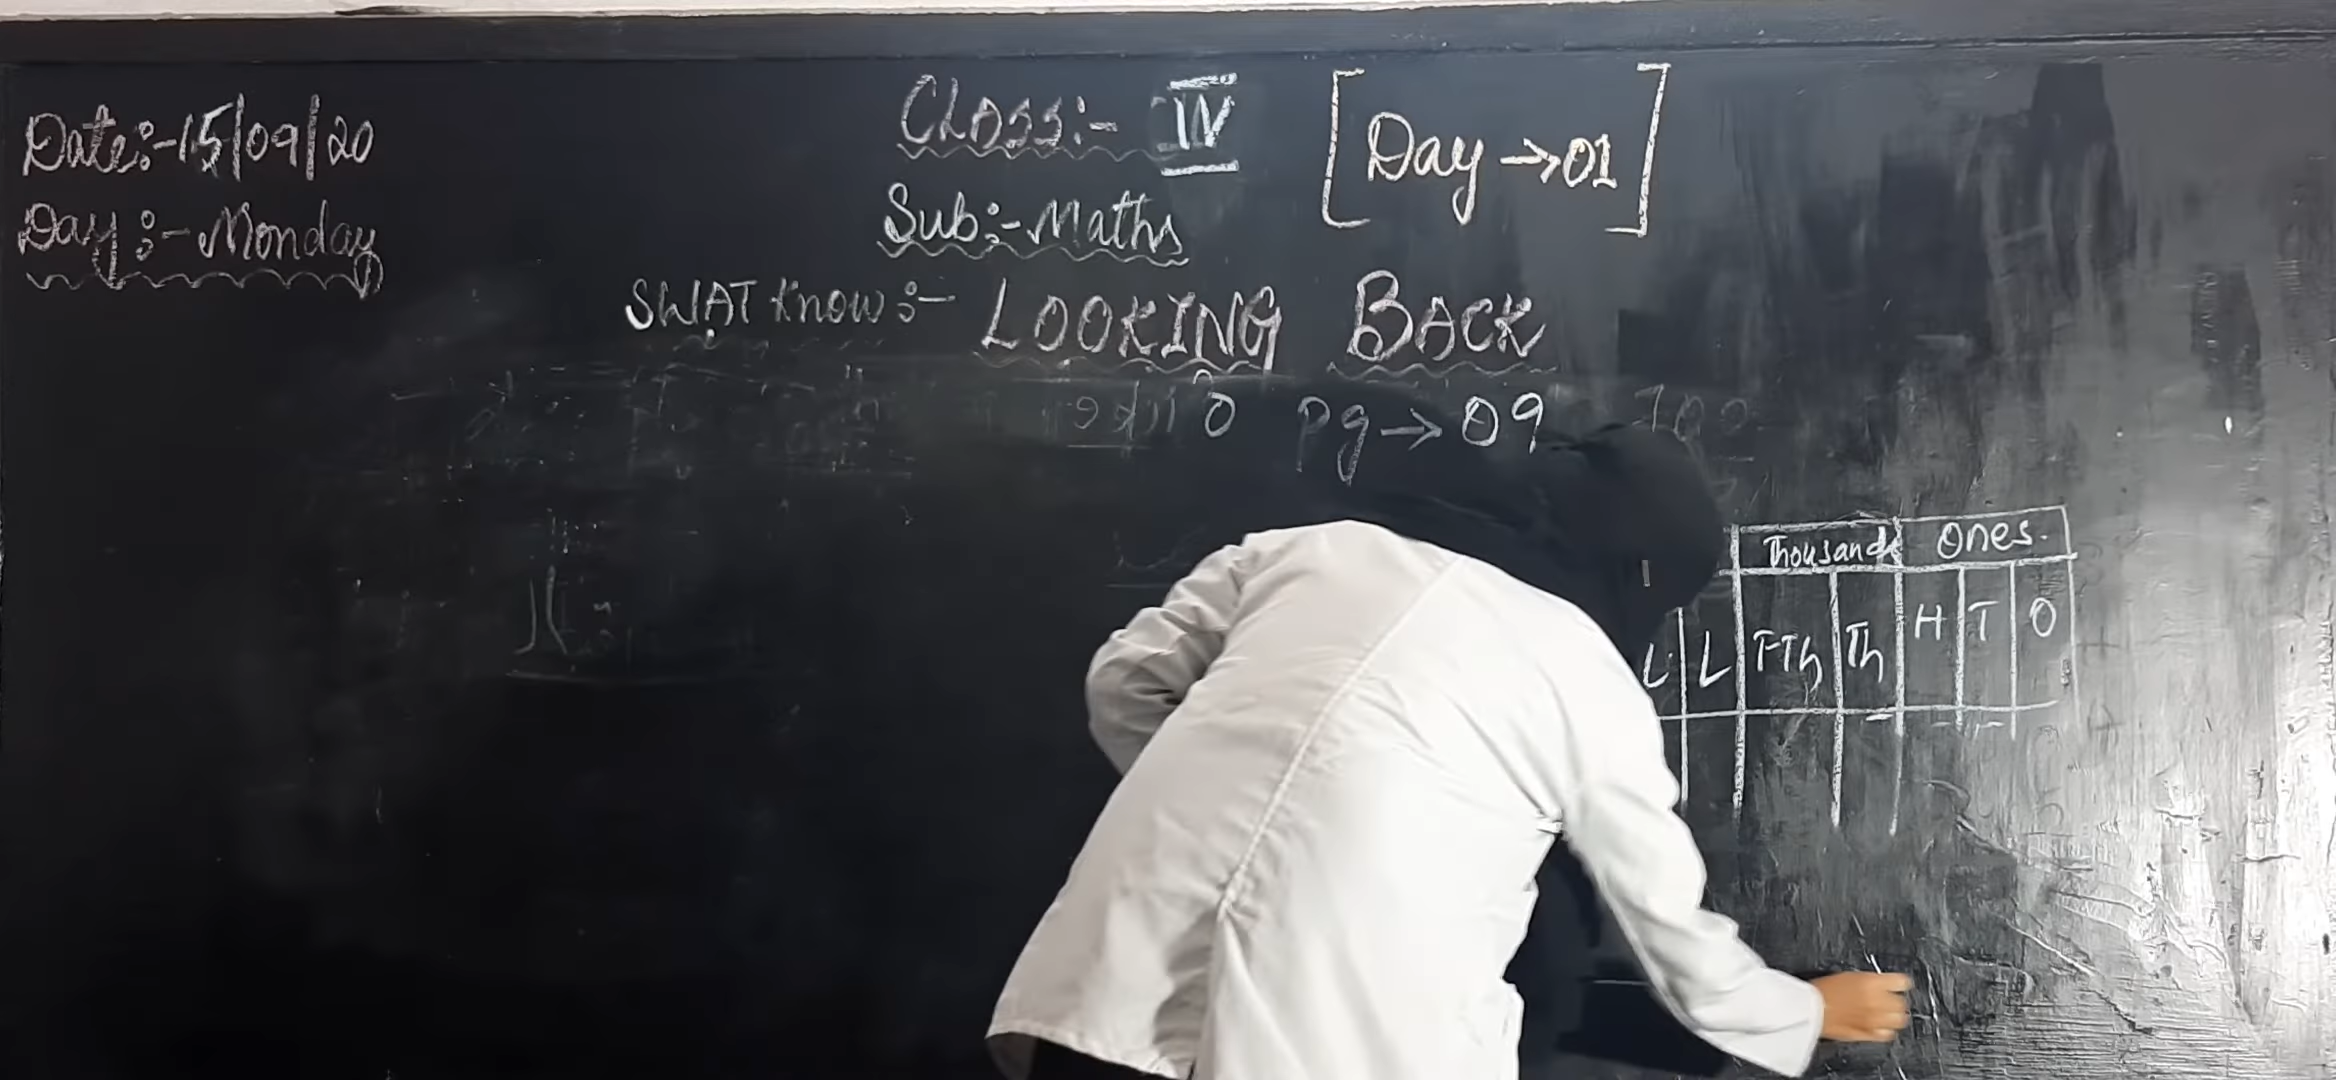 Date:-15/09/20
Class:- IV
[Day →01]
Day:- Monday
Sub:-Maths
SWAT know:- LOOKING BACK
pg→09
Thousands Ones.
L L T-Th Th H T O